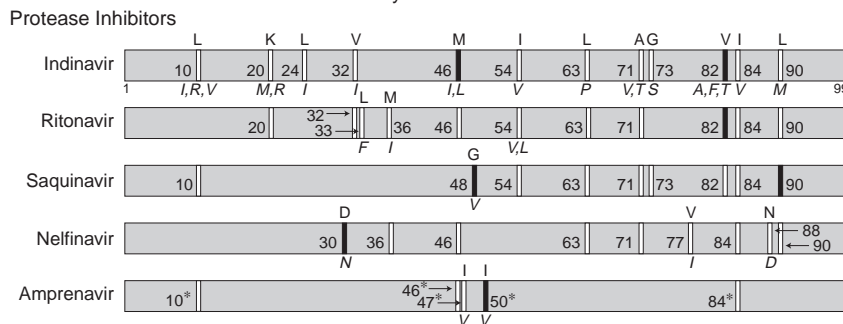 Protease Inhibitors
L K L V M I L A G V I L
Indinavir 10 20 24 32 46 54 63 71 73 82 84 90
1 I,R,V M,R I I I,L V P V,T S A,F,T V M 99
L M
Ritonavir 20 32 33 36 46 54 63 71 82 84 90
F I V,L
G
Saquinavir 10 48 54 63 71 73 82 84 90
V
D V N
Nelfinavir 30 36 46 63 71 77 84 88 90
N I D
I I
Amprenavir 10* 46* 47* 50* 84*
V V